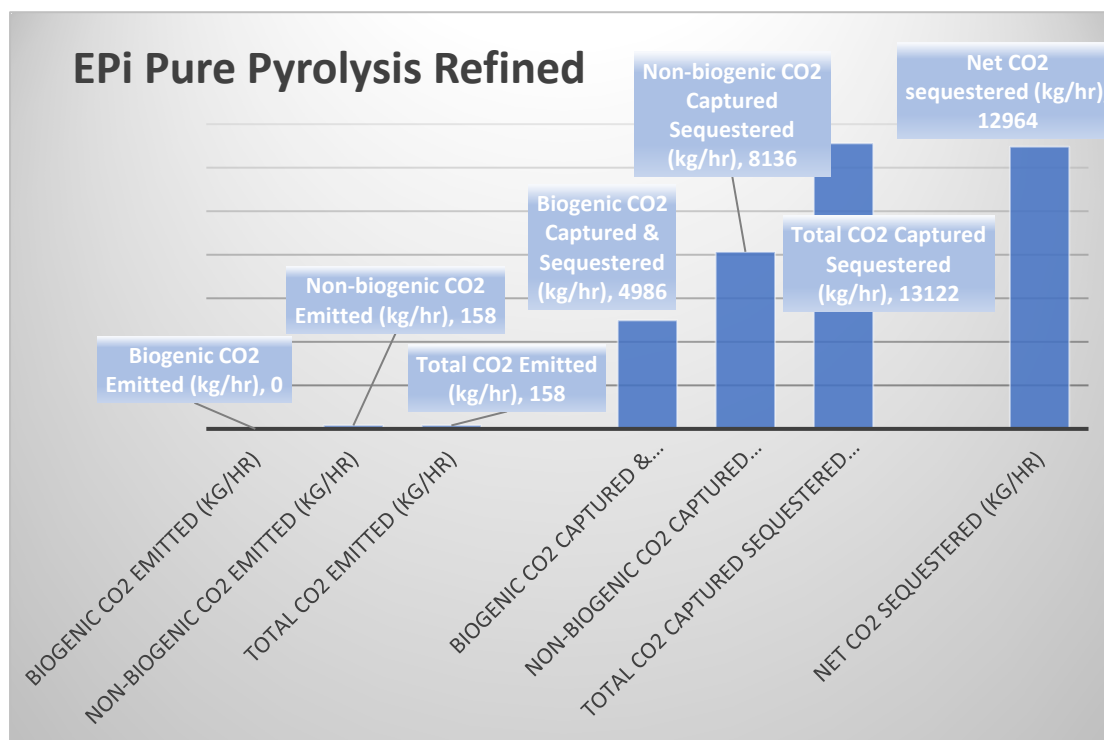 EPi Pure Pyrolysis Refined
Biogenic CO2
Emitted (kg/hr), 0
Non-biogenic CO2
Emitted (kg/hr), 158
Total CO2 Emitted
(kg/hr), 158
Biogenic CO2
Captured &
Sequestered
(kg/hr), 4986
Non-biogenic CO2
Captured
Sequestered
(kg/hr), 8136
Total CO2 Captured
Sequestered
(kg/hr), 13122
Net CO2
sequestered (kg/hr)
12964
BIOGENIC CO2 EMITTED (KG/HR)
NON-BIOGENIC CO2 EMITTED (KG/HR)
TOTAL CO2 EMITTED (KG/HR)
BIOGENIC CO2 CAPTURED &...
NON-BIOGENIC CO2 CAPTURED...
TOTAL CO2 CAPTURED SEQUESTERED...
NET CO2 SEQUESTERED (KG/HR)